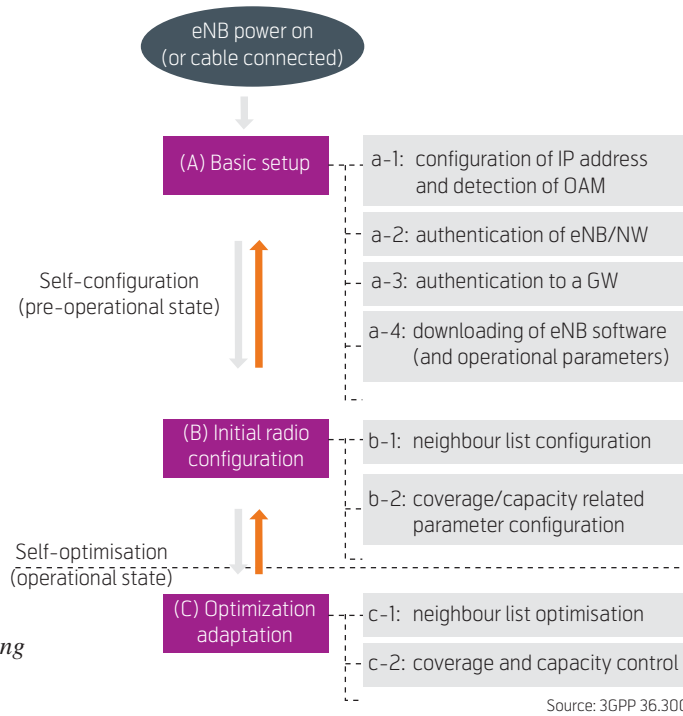 eNB power on
(or cable connected)
(A) Basic setup
a-1: configuration of IP address
and detection of OAM
a-2: authentication of eNB/NW
a-3: authentication to a GW
a-4: downloading of eNB software
(and operational parameters)
Self-configuration
(pre-operational state)
(B) Initial radio
configuration
b-1: neighbour list configuration
b-2: coverage/capacity related
parameter configuration
Self-optimisation
(operational state)
(C) Optimization
adaptation
c-1: neighbour list optimisation
c-2: coverage and capacity control
ng
Source: 3GPP 36.300